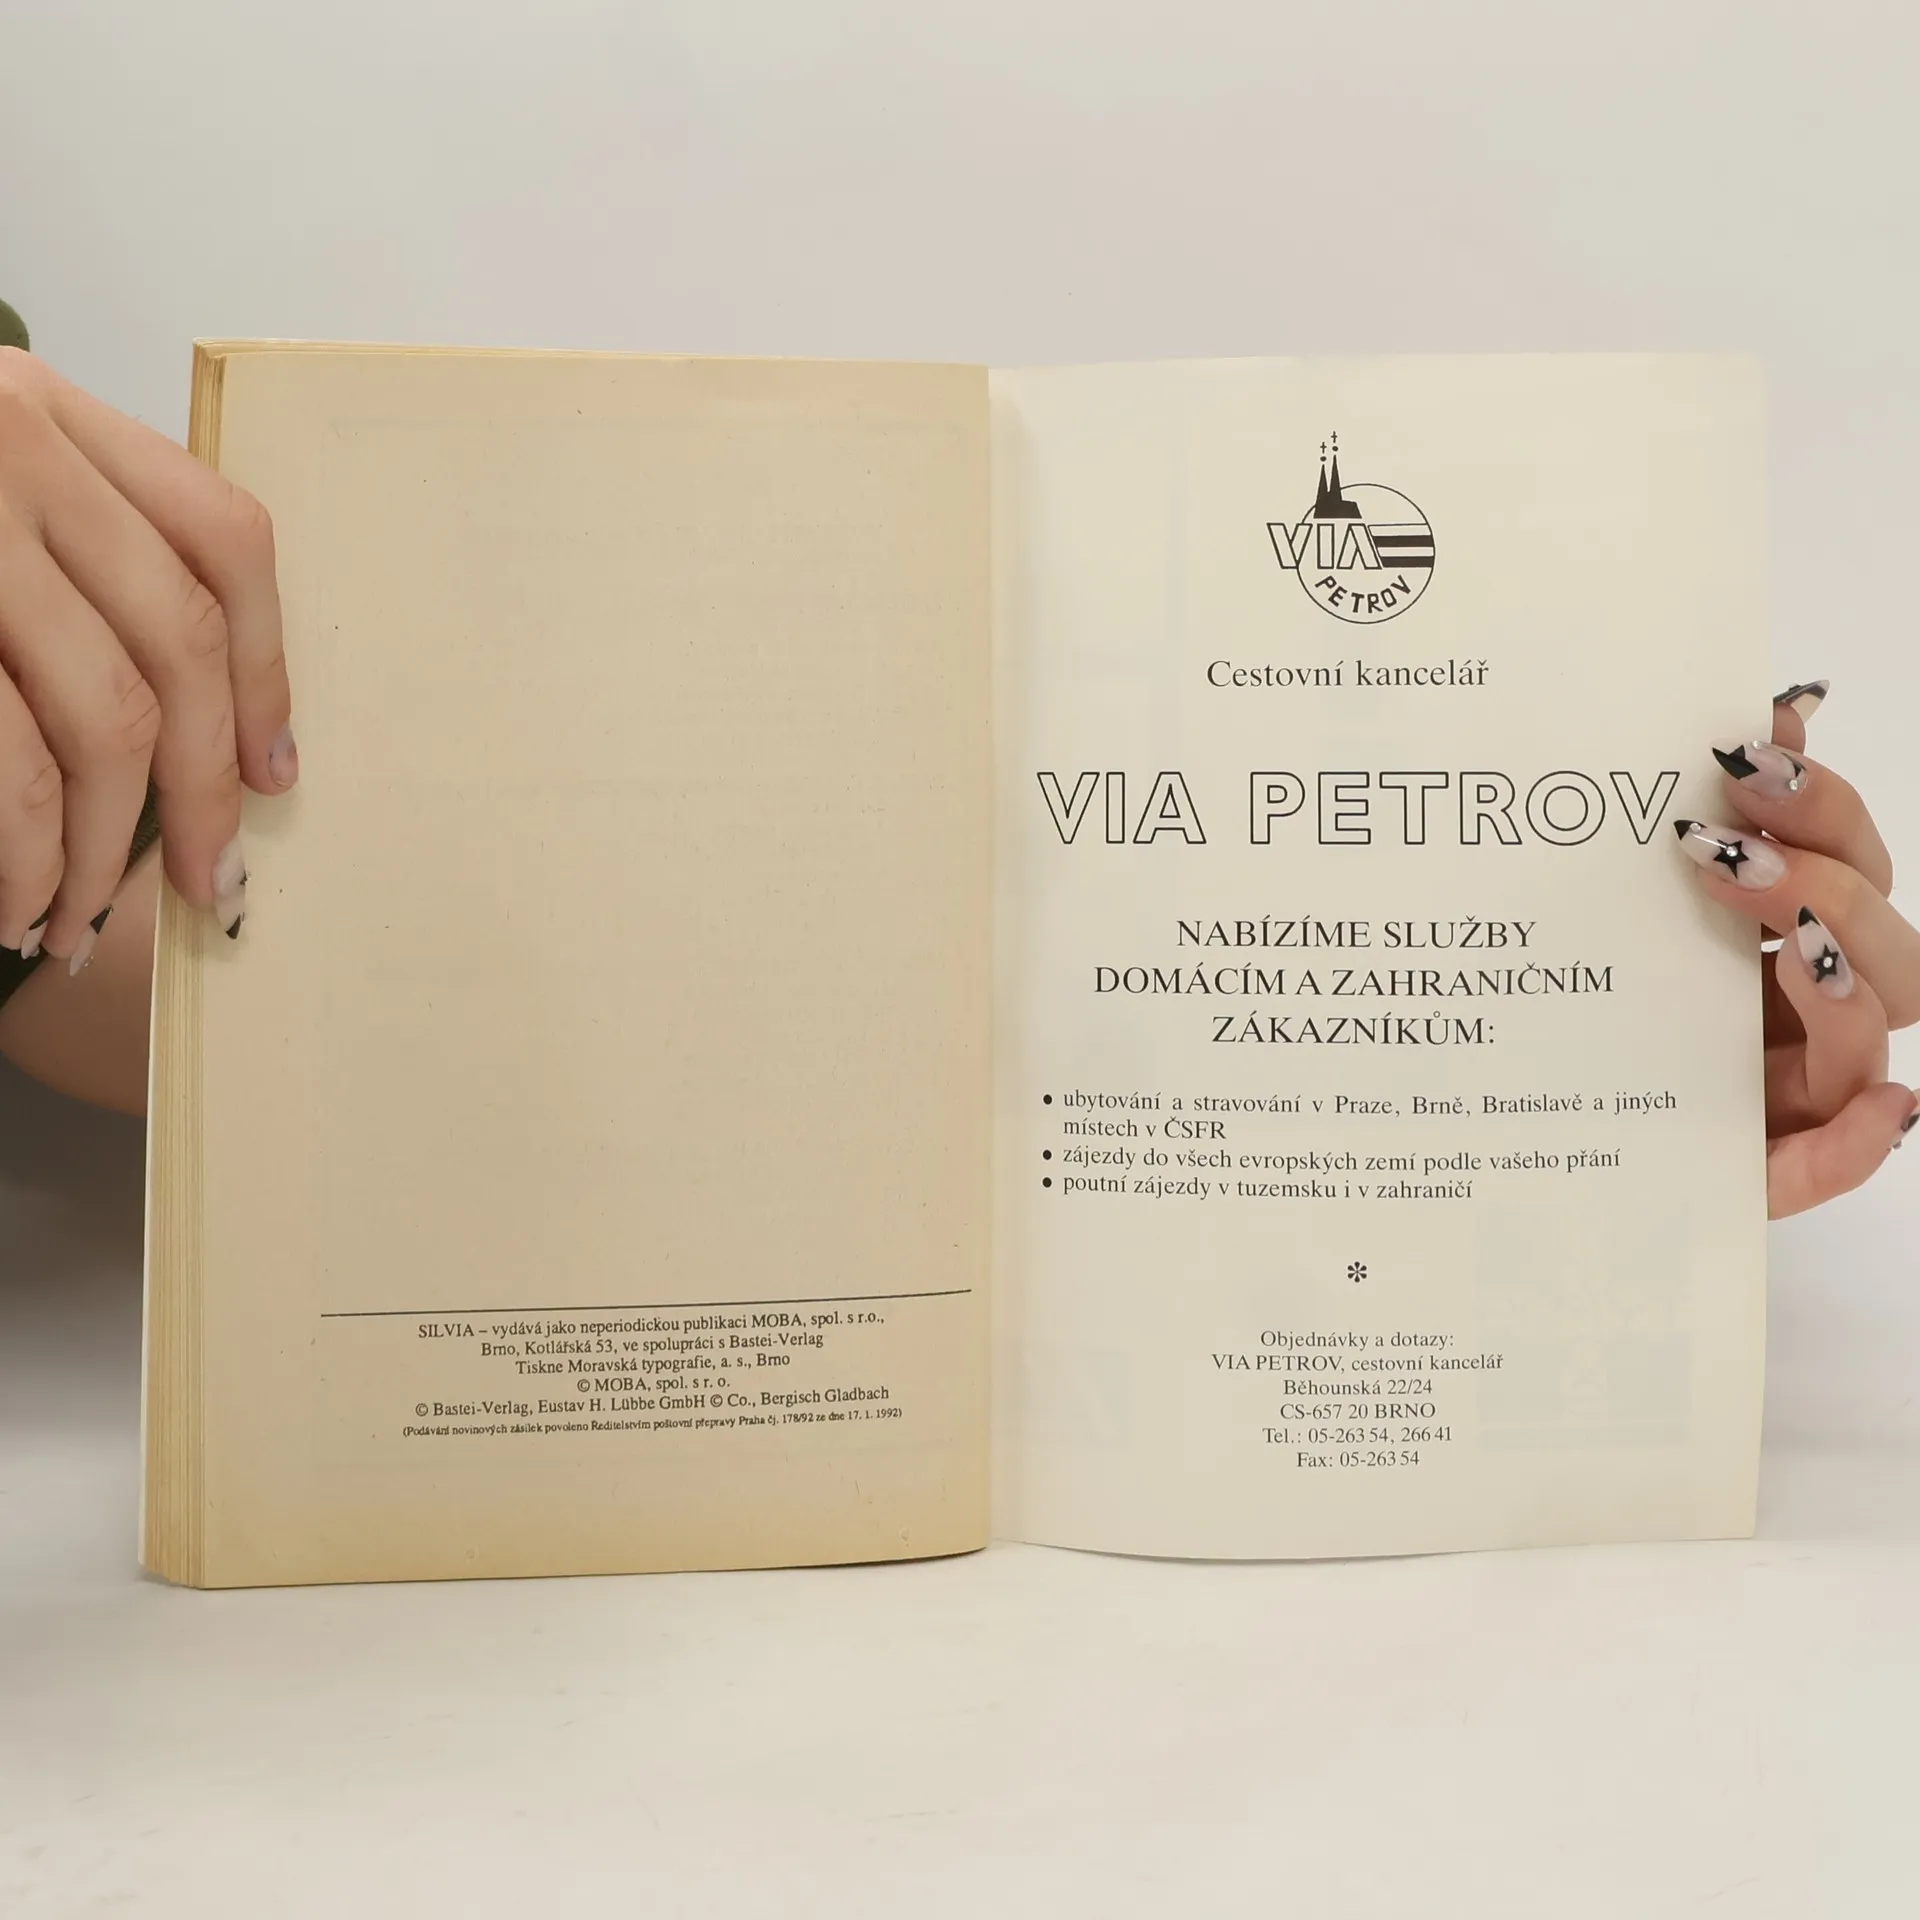 SILVIA – vydává jako neperiodickou publikaci MOBA, spol. s r.o.,
Brno, Kotlářská 53, ve spolupráci s Bastei-Verlag
Tiskne Moravská typografie, a. s., Brno
© MOBA, spol. s r. o.
© Bastei-Verlag, Eustav H. Lübbe GmbH © Co., Bergisch Gladbach
(Podávání novinových zásilek povoleno Ředitelstvím poštovní přepravy Praha čj. 178/92 ze dne 17. 1. 1992)
VIA
PETROV
Cestovní kancelář
VIA PETROV
NABÍZÍME SLUŽBY
DOMÁCÍM A ZAHRANIČNÍM
ZÁKAZNÍKŮM:
• ubytování a stravování v Praze, Brně, Bratislavě a jiných
místech v ČSFR
• zájezdy do všech evropských zemí podle vašeho přání
• poutní zájezdy v tuzemsku i v zahraničí
*
Objednávky a dotazy:
VIA PETROV, cestovní kancelář
Běhounská 22/24
CS-657 20 BRNO
Tel.: 05-263 54, 266 41
Fax: 05-263 54